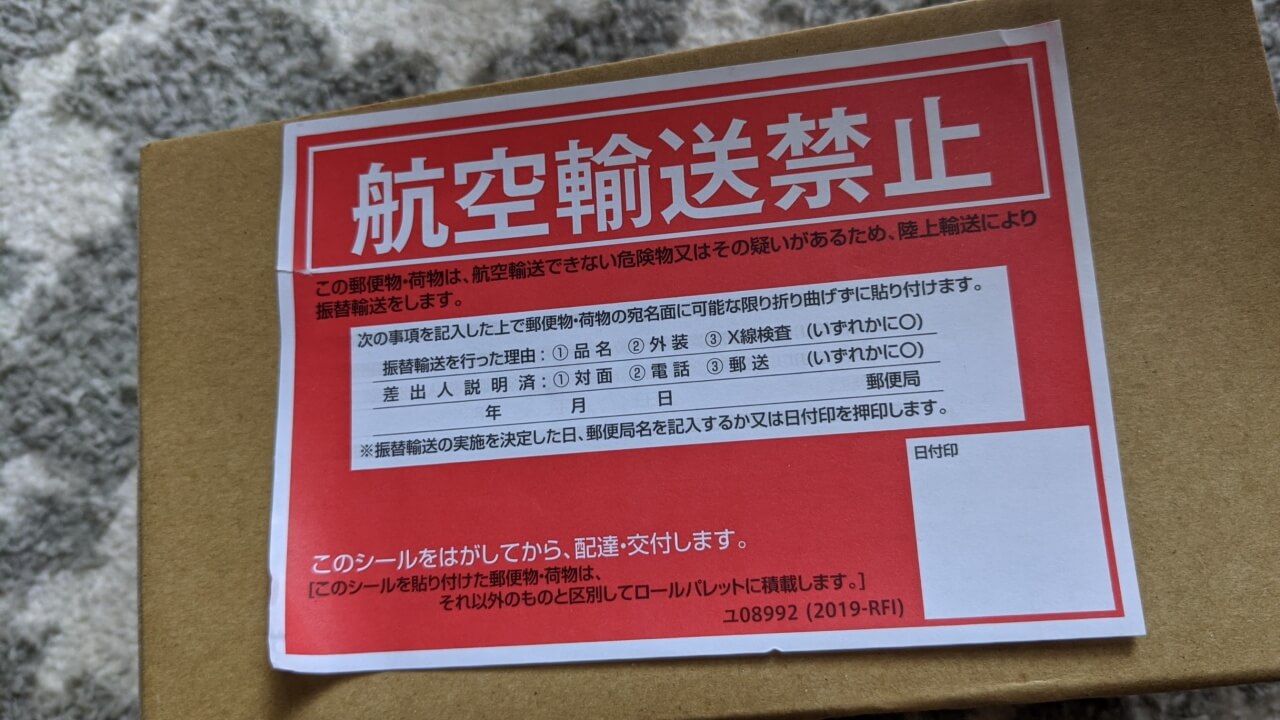 航空輸送禁止
この郵便物・荷物は、航空輸送できない危険物又はその疑いがあるため、陸上輸送により
振替輸送をします。
次の事項を記入した上で郵便物・荷物の宛名面に可能な限り折り曲げずに貼り付けます。
振替輸送を行った理由：① 品 名 ② 外 装 ③ X線検査 (いずれかに〇)
差 出 人 説 明 済：① 対 面 ② 電 話 ③ 郵 送 (いずれかに〇)
年 月 日 郵便局
※振替輸送の実施を決定した日、郵便局名を記入するか又は日付印を押印します。
日付印
このシールをはがしてから、配達・交付します。
[このシールを貼り付けた郵便物・荷物は、
それ以外のものと区別してロールパレットに積載します。]
ユ08992 (2019-RFI)